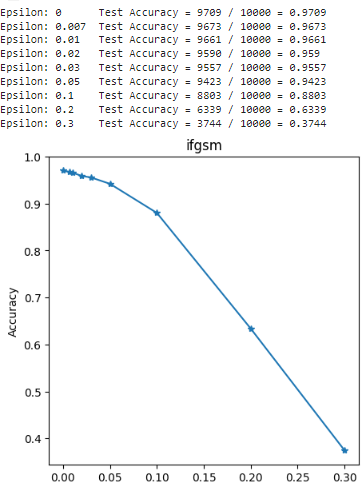 Epsilon: 0 Test Accuracy = 9709 / 10000 = 0.9709
Epsilon: 0.007 Test Accuracy = 9673 / 10000 = 0.9673
Epsilon: 0.01 Test Accuracy = 9661 / 10000 = 0.9661
Epsilon: 0.02 Test Accuracy = 9590 / 10000 = 0.959
Epsilon: 0.03 Test Accuracy = 9557 / 10000 = 0.9557
Epsilon: 0.05 Test Accuracy = 9423 / 10000 = 0.9423
Epsilon: 0.1 Test Accuracy = 8803 / 10000 = 0.8803
Epsilon: 0.2 Test Accuracy = 6339 / 10000 = 0.6339
Epsilon: 0.3 Test Accuracy = 3744 / 10000 = 0.3744
ifgsm
1.0
0.9
0.8
0.7
0.6
0.5
0.4
Accuracy
0.00 0.05 0.10 0.15 0.20 0.25 0.30